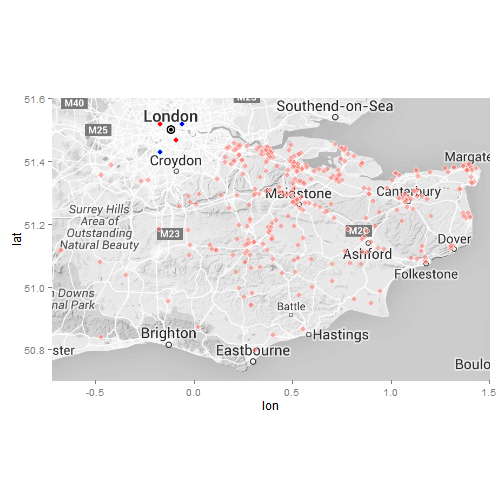 51.6
M40
M25
London
Southend-on-Sea
M25
51.4
Croydon
Margate
Maidstone
Canterbury
Surrey Hills
Area of
Outstanding
Natural Beauty
51.2
M23
M20
Dover
Ashford
Folkestone
51.0
n Downs
nal Park
Battle
Brighton
Hastings
50.8
ster
Eastbourne
Boulo
-0.5
0.0
0.5
1.0
1.5
lon
lat